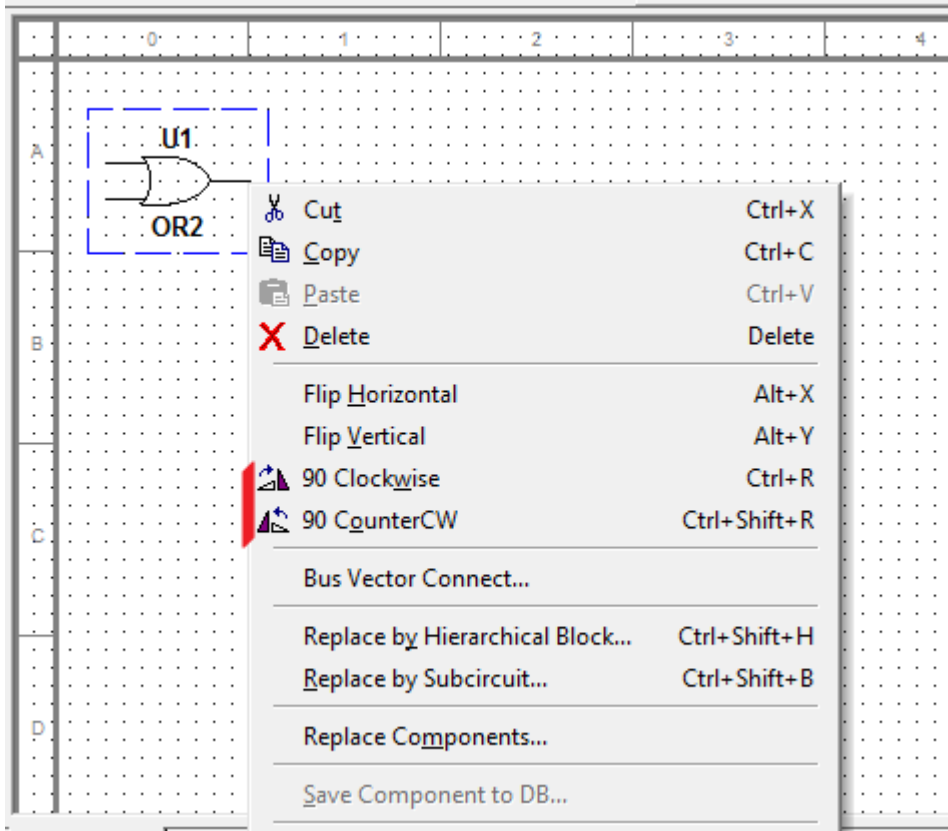 0 1 2 3 4
A
U1
OR2
Cut Ctrl+X
Copy Ctrl+C
Paste Ctrl+V
B
Delete Delete
Flip Horizontal Alt+X
Flip Vertical Alt+Y
90 Clockwise Ctrl+R
90 CounterCW Ctrl+Shift+R
C
Bus Vector Connect...
Replace by Hierarchical Block... Ctrl+Shift+H
Replace by Subcircuit... Ctrl+Shift+B
D
Replace Components...
Save Component to DB...